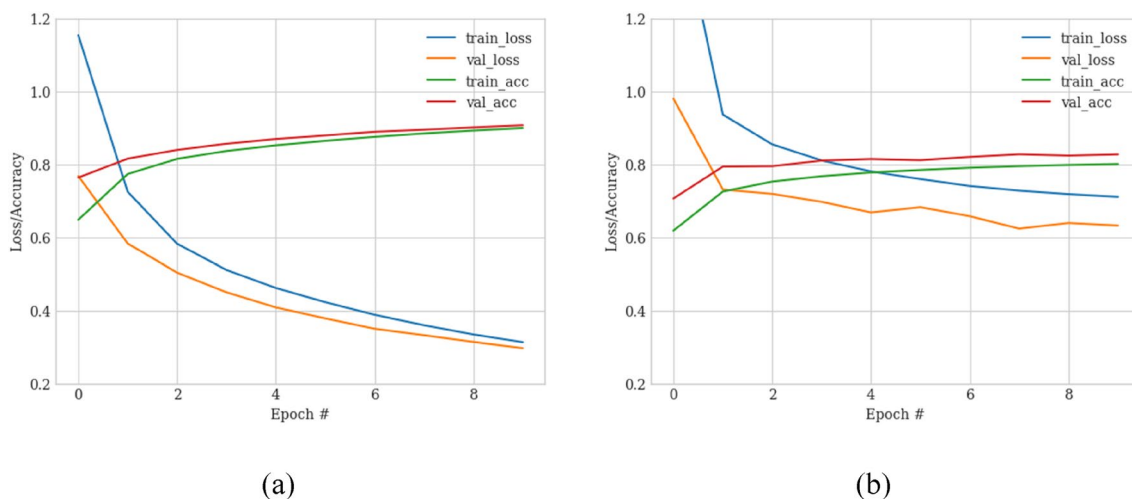 1.2
1.0
0.8
0.6
0.4
0.2
Loss/Accuracy
0 2 4 6 8
Epoch #
train_loss
val_loss
train_acc
val_acc
(a)
1.2
1.0
0.8
0.6
0.4
0.2
Loss/Accuracy
0 2 4 6 8
Epoch #
train_loss
val_loss
train_acc
val_acc
(b)